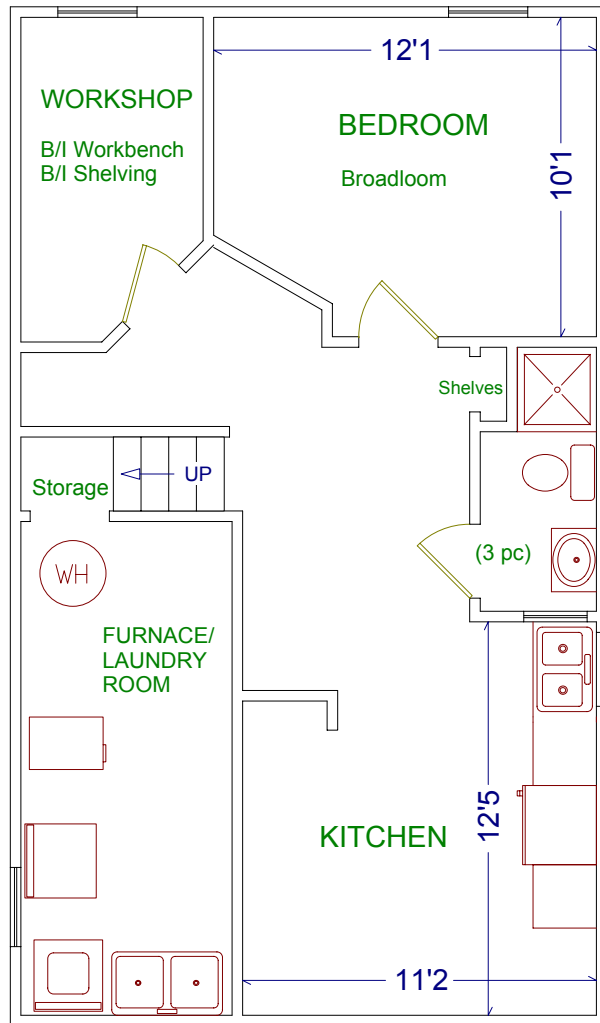 12'1
WORKSHOP
BEDROOM
B/I Workbench
B/I Shelving
Broadloom
10'1
Shelves
Storage
UP
(3 pc)
WH
FURNACE/
LAUNDRY
ROOM
KITCHEN
12'5
11'2